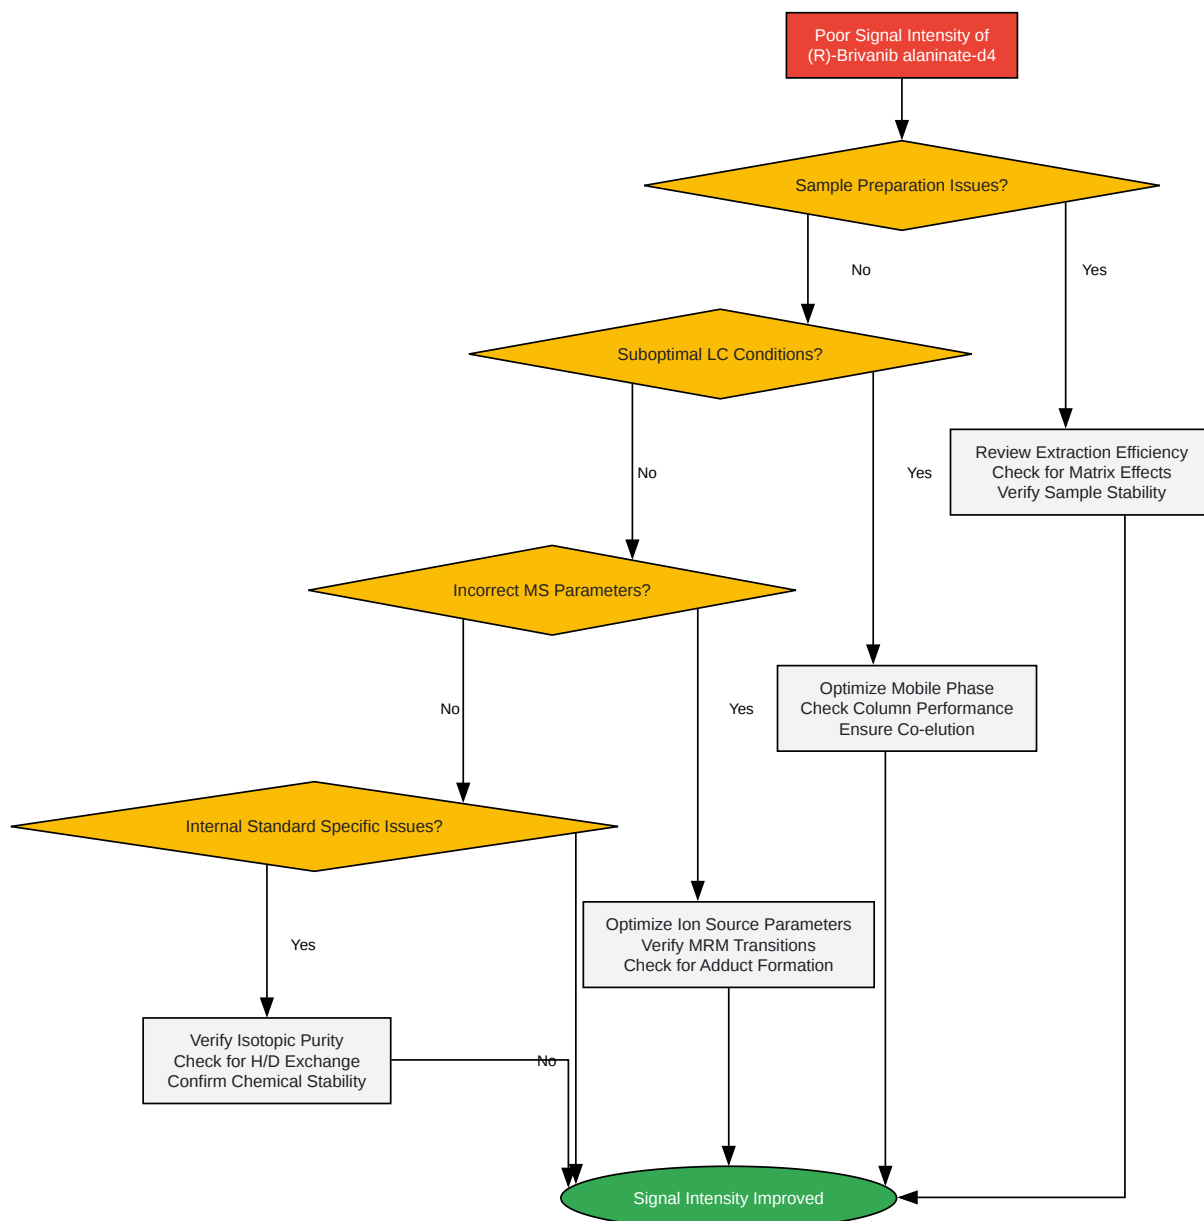 Poor Signal Intensity of
(R)-Brivanib alaninate-d4
Sample Preparation Issues?
No
Yes
Suboptimal LC Conditions?
No
Yes
Review Extraction Efficiency
Check for Matrix Effects
Verify Sample Stability
Incorrect MS Parameters?
No
Yes
Optimize Mobile Phase
Check Column Performance
Ensure Co-elution
Internal Standard Specific Issues?
Yes
No
Optimize Ion Source Parameters
Verify MRM Transitions
Check for Adduct Formation
Verify Isotopic Purity
Check for H/D Exchange
Confirm Chemical Stability
Signal Intensity Improved